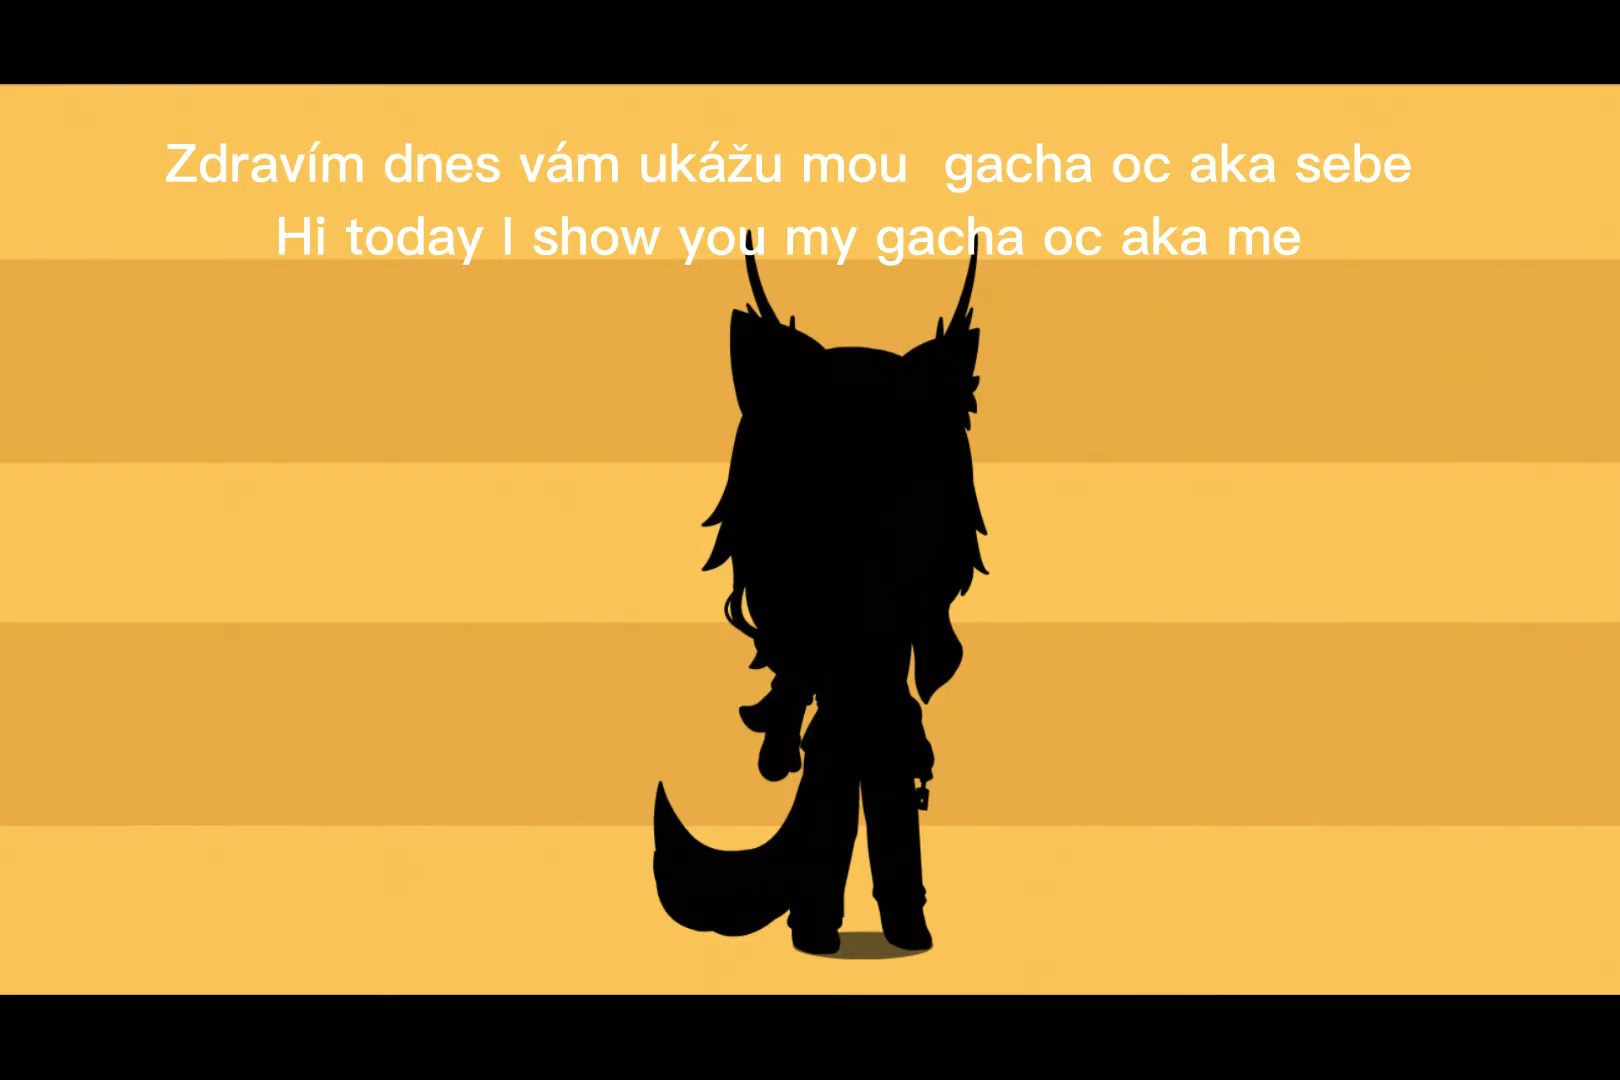 Zdravím dnes vám ukážu mou gacha oc aka sebe
Hi today I show you my gacha oc aka me